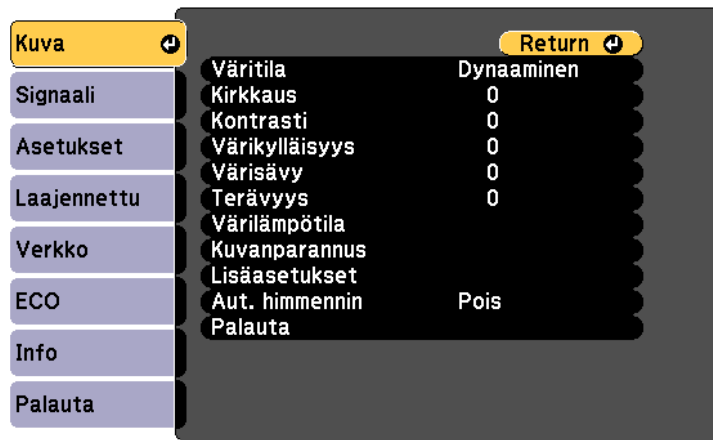 Kuva
Signaali
Asetukset
Laajennettu
Verkko
ECO
Info
Palauta
Return
Väritila Dynaaminen
Kirkkaus 0
Kontrasti 0
Värikylläisyys 0
Värisävy 0
Terävyys 0
Värilämpötila
Kuvanparannus
Lisäasetukset
Aut. himmennin Pois
Palauta